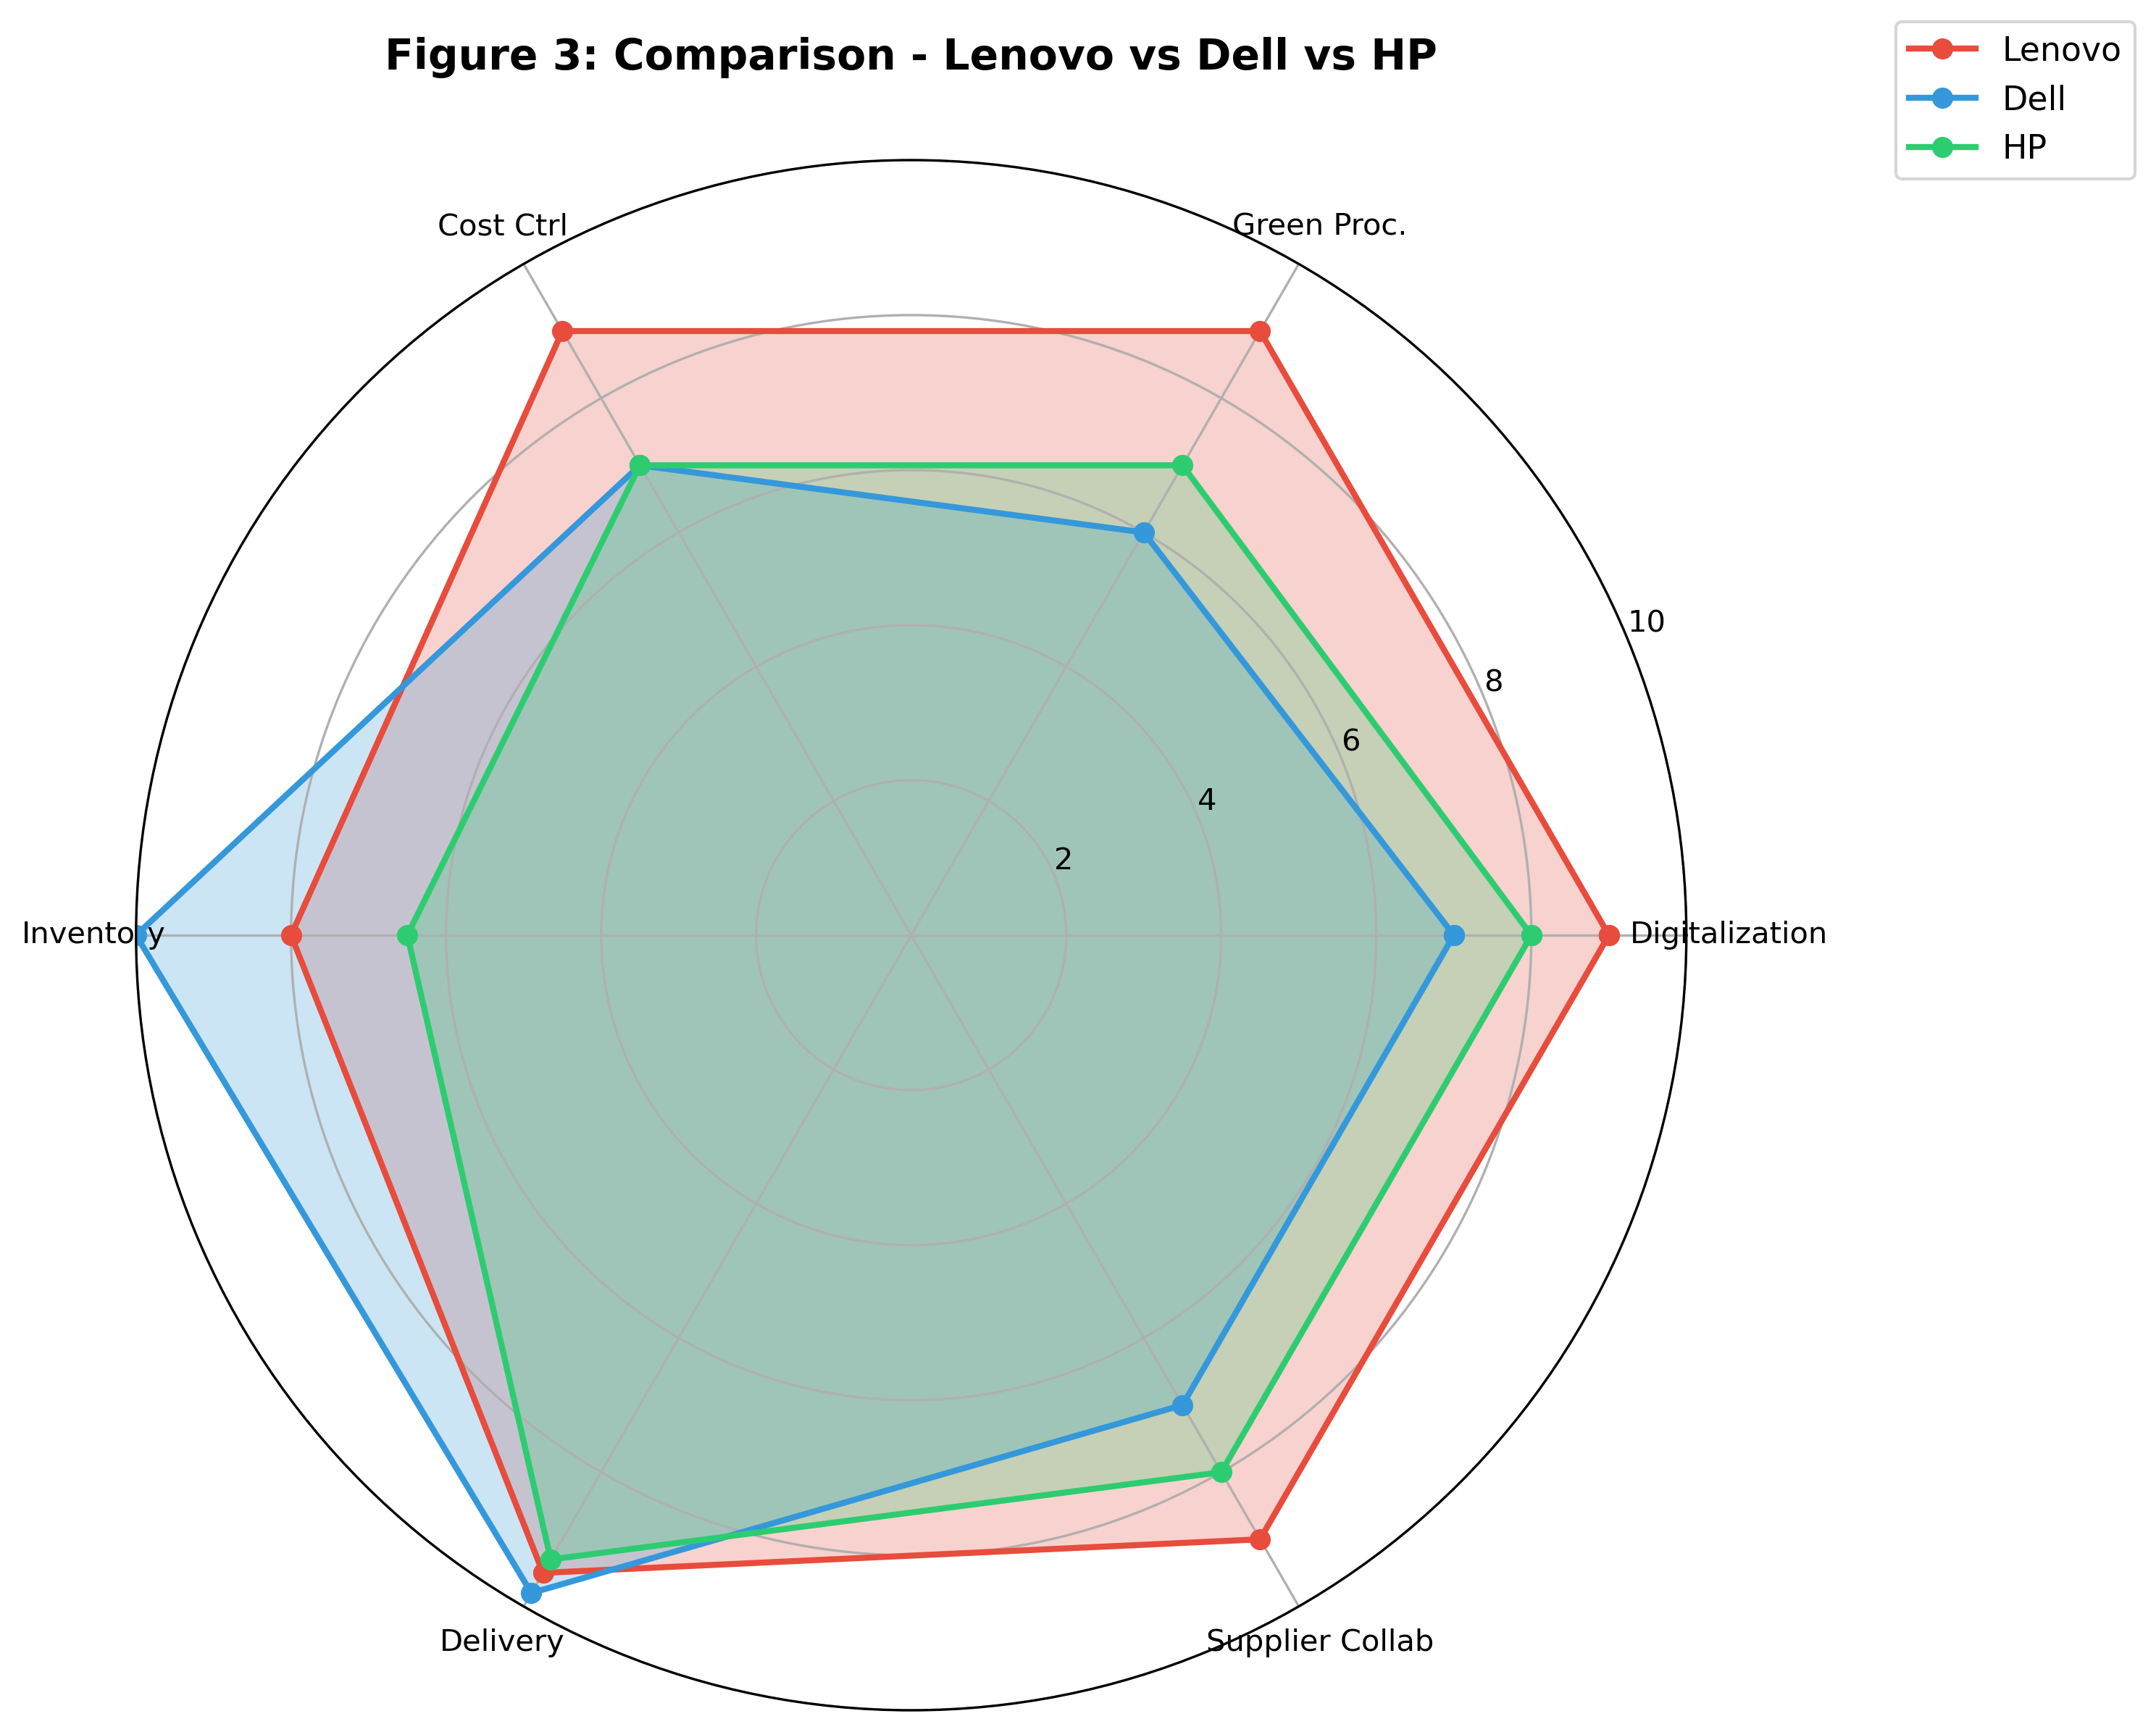 Figure 3: Comparison - Lenovo vs Dell vs HP
Lenovo
Dell
HP
Cost Ctrl
Green Proc.
10
8
6
4
2
Inventory
Digitalization
Delivery
Supplier Collab